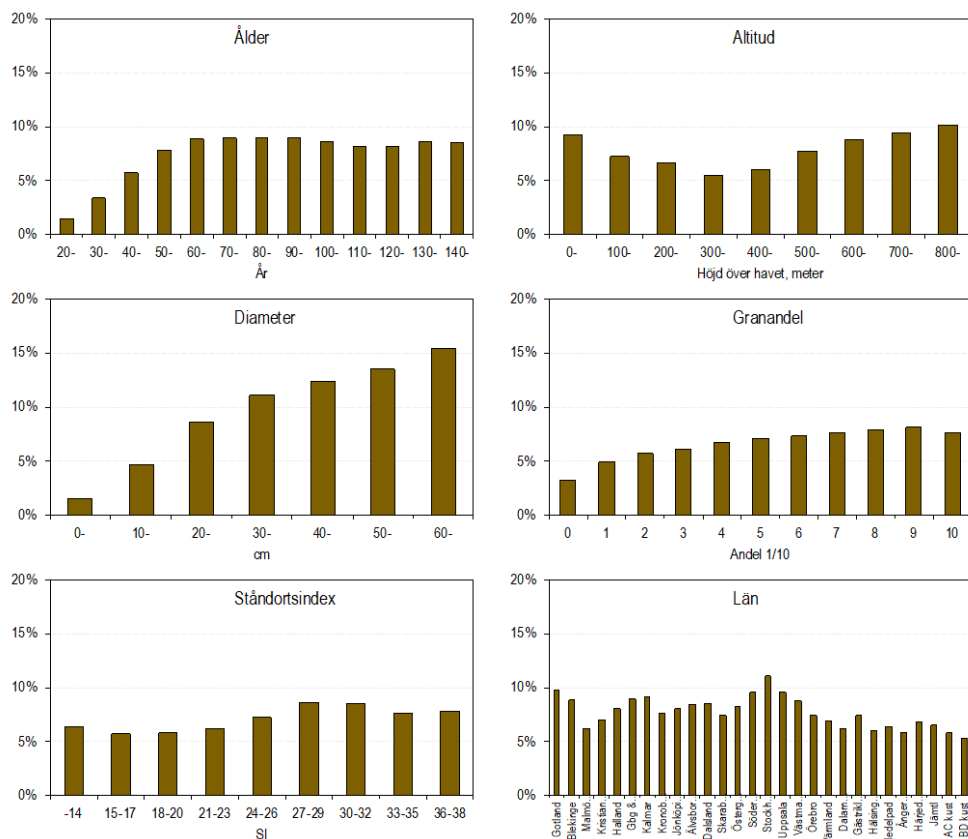 Ålder
20%
15%
10%
5%
0%
20- 30- 40- 50- 60- 70- 80- 90- 100- 110- 120- 130- 140-
År
Altitud
20%
15%
10%
5%
0%
0- 100- 200- 300- 400- 500- 600- 700- 800-
Höjd över havet, meter
Diameter
20%
15%
10%
5%
0%
0- 10- 20- 30- 40- 50- 60-
cm
Granandel
20%
15%
10%
5%
0%
0 1 2 3 4 5 6 7 8 9 10
Andel 1/10
Ståndortsindex
20%
15%
10%
5%
0%
-14 15-17 18-20 21-23 24-26 27-29 30-32 33-35 36-38
SI
Län
20%
15%
10%
5%
0%
Gotland
Blekinge
Malmö..
Kristian..
Halland
Gbg &..
Kalmar
Kronob..
Jönköpi..
Älvsbor..
Dalsland
Skarab..
Österg..
Söder..
Stockh..
Uppsala
Västma..
Örebro
ärmland
Dalarn..
Gästrikl..
älsing..
edelpad
Ånger..
Härjed..
Jämtl
AC kust
BD kust